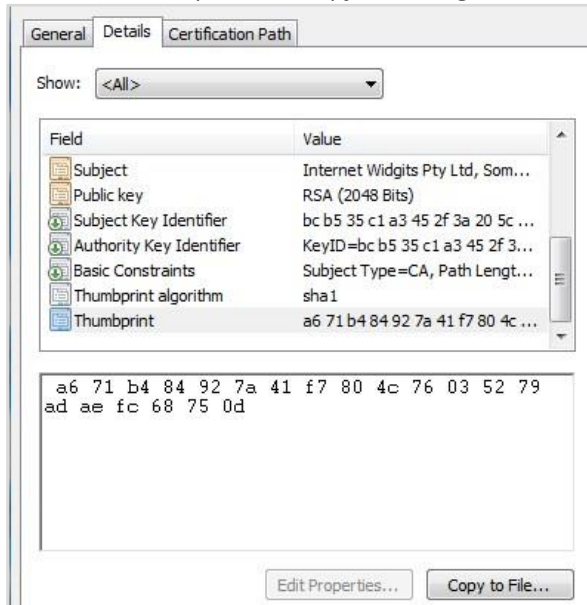 General Details Certification Path
Show: <All>
Field Value
Subject Internet Widgits Pty Ltd, Som...
Public key RSA (2048 Bits)
Subject Key Identifier bc b5 35 c1 a3 45 2f 3a 20 5c ...
Authority Key Identifier KeyID=bc b5 35 c1 a3 45 2f 3...
Basic Constraints Subject Type=CA, Path Lengt...
Thumbprint algorithm sha1
Thumbprint a6 71 b4 84 92 7a 41 f7 80 4c ...
a6 71 b4 84 92 7a 41 f7 80 4c 76 03 52 79
ad ae fc 68 75 0d
Edit Properties... Copy to File...